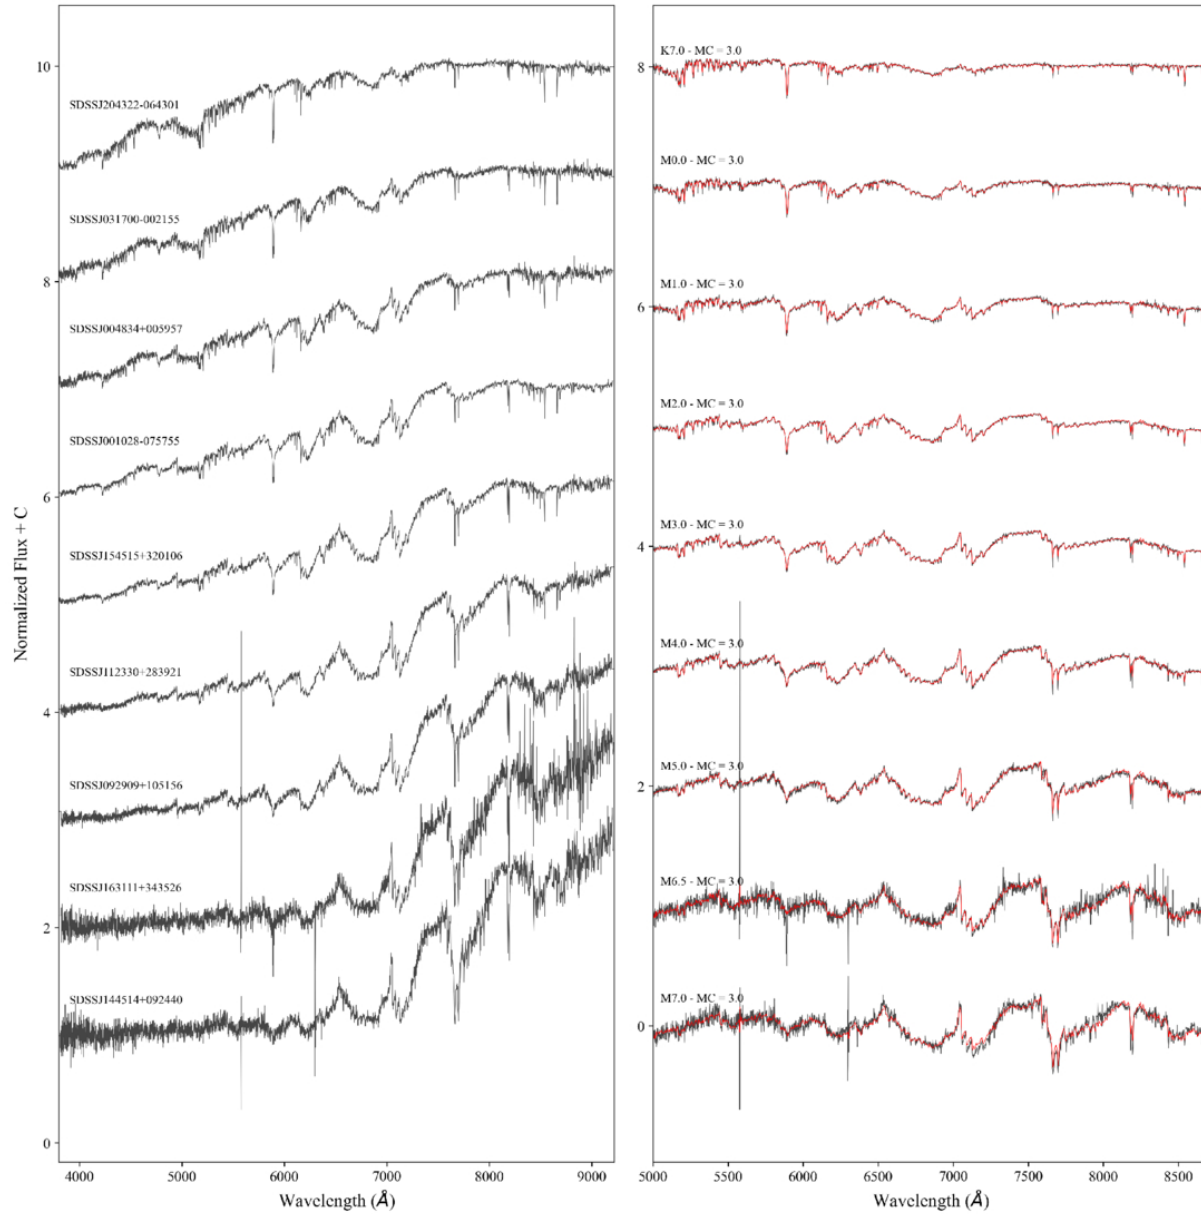 10
SDSSJ204322-064301
SDSSJ031700-002155
8
SDSSJ004834+005957
SDSSJ001028-075755
6
SDSSJ154515+320106
SDSSJ112330+283921
4
SDSSJ092909+105156
SDSSJ163111+343526
2
SDSSJ144514+092440
0
Normalized Flux + C
4000 5000 6000 7000 8000 9000
Wavelength (Å)
K7.0 - MC = 3.0
8
M0.0 - MC = 3.0
M1.0 - MC = 3.0
6
M2.0 - MC = 3.0
M3.0 - MC = 3.0
4
M4.0 - MC = 3.0
M5.0 - MC = 3.0
2
M6.5 - MC = 3.0
M7.0 - MC = 3.0
0
5000 5500 6000 6500 7000 7500 8000 8500
Wavelength (Å)